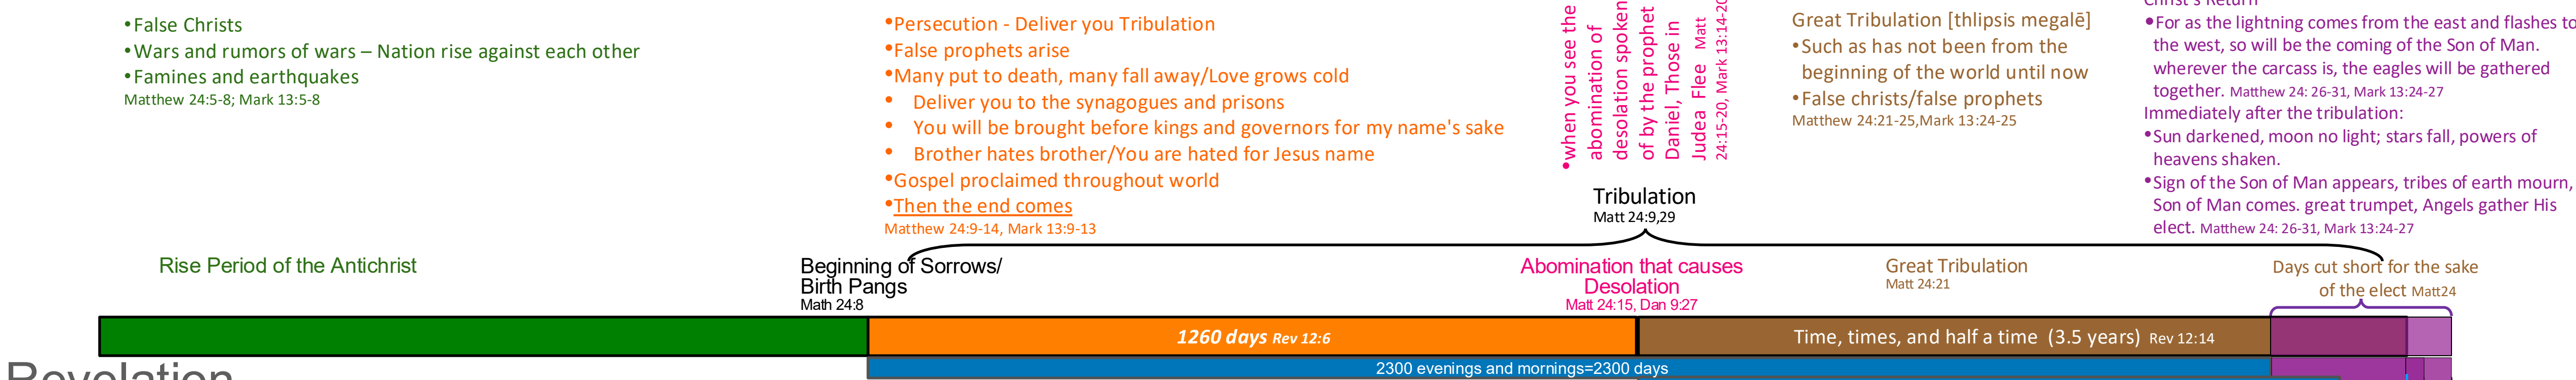 •False Christs
•Wars and rumors of wars – Nation rise against each other
•Famines and earthquakes
Matthew 24:5-8; Mark 13:5-8
•Persecution - Deliver you Tribulation
•False prophets arise
•Many put to death, many fall away/Love grows cold
• Deliver you to the synagogues and prisons
• You will be brought before kings and governors for my name's sake
• Brother hates brother/You are hated for Jesus name
•Gospel proclaimed throughout world
•Then the end comes
Matthew 24:9-14, Mark 13:9-13
•when you see the
abomination of
desolation spoken
of by the prophet
Daniel, Those in
Judea Flee Matt
24:15-20, Mark 13:14-20
Great Tribulation [thlipsis megalē]
•Such as has not been from the
beginning of the world until now
•False christs/false prophets
Matthew 24:21-25,Mark 13:24-25
Christ's Return
•For as the lightning comes from the east and flashes to
the west, so will be the coming of the Son of Man.
wherever the carcass is, the eagles will be gathered
together. Matthew 24: 26-31, Mark 13:24-27
Immediately after the tribulation:
•Sun darkened, moon no light; stars fall, powers of
heavens shaken.
•Sign of the Son of Man appears, tribes of earth mourn,
Son of Man comes. great trumpet, Angels gather His
elect. Matthew 24: 26-31, Mark 13:24-27
Tribulation
Matt 24:9,29
Rise Period of the Antichrist
Beginning of Sorrows/
Birth Pangs
Math 24:8
Abomination that causes
Desolation
Matt 24:15, Dan 9:27
Great Tribulation
Matt 24:21
Days cut short for the sake
of the elect Matt24
1260 days Rev 12:6
Time, times, and half a time (3.5 years) Rev 12:14
2300 evenings and mornings=2300 days
Revelation